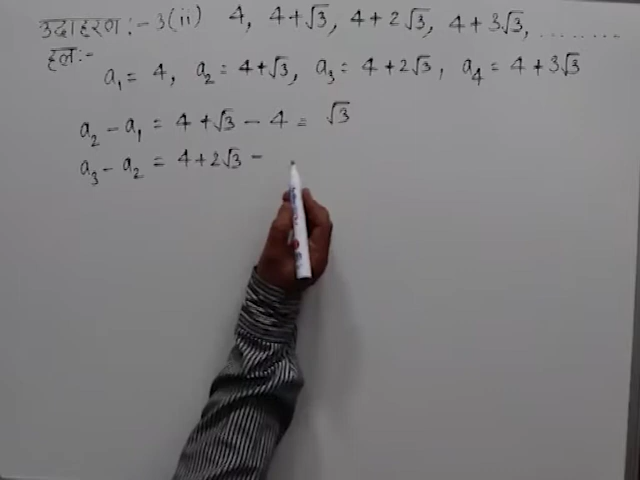 उदाहरण:- 3(ii) 4, 4+√3, 4+2√3, 4+3√3, ........
हल:-
a₁ = 4, a₂ = 4+√3, a₃ = 4+2√3, a₄ = 4+3√3
a₂ - a₁ = 4+√3 - 4 = √3
a₃ - a₂ = 4+2√3 -